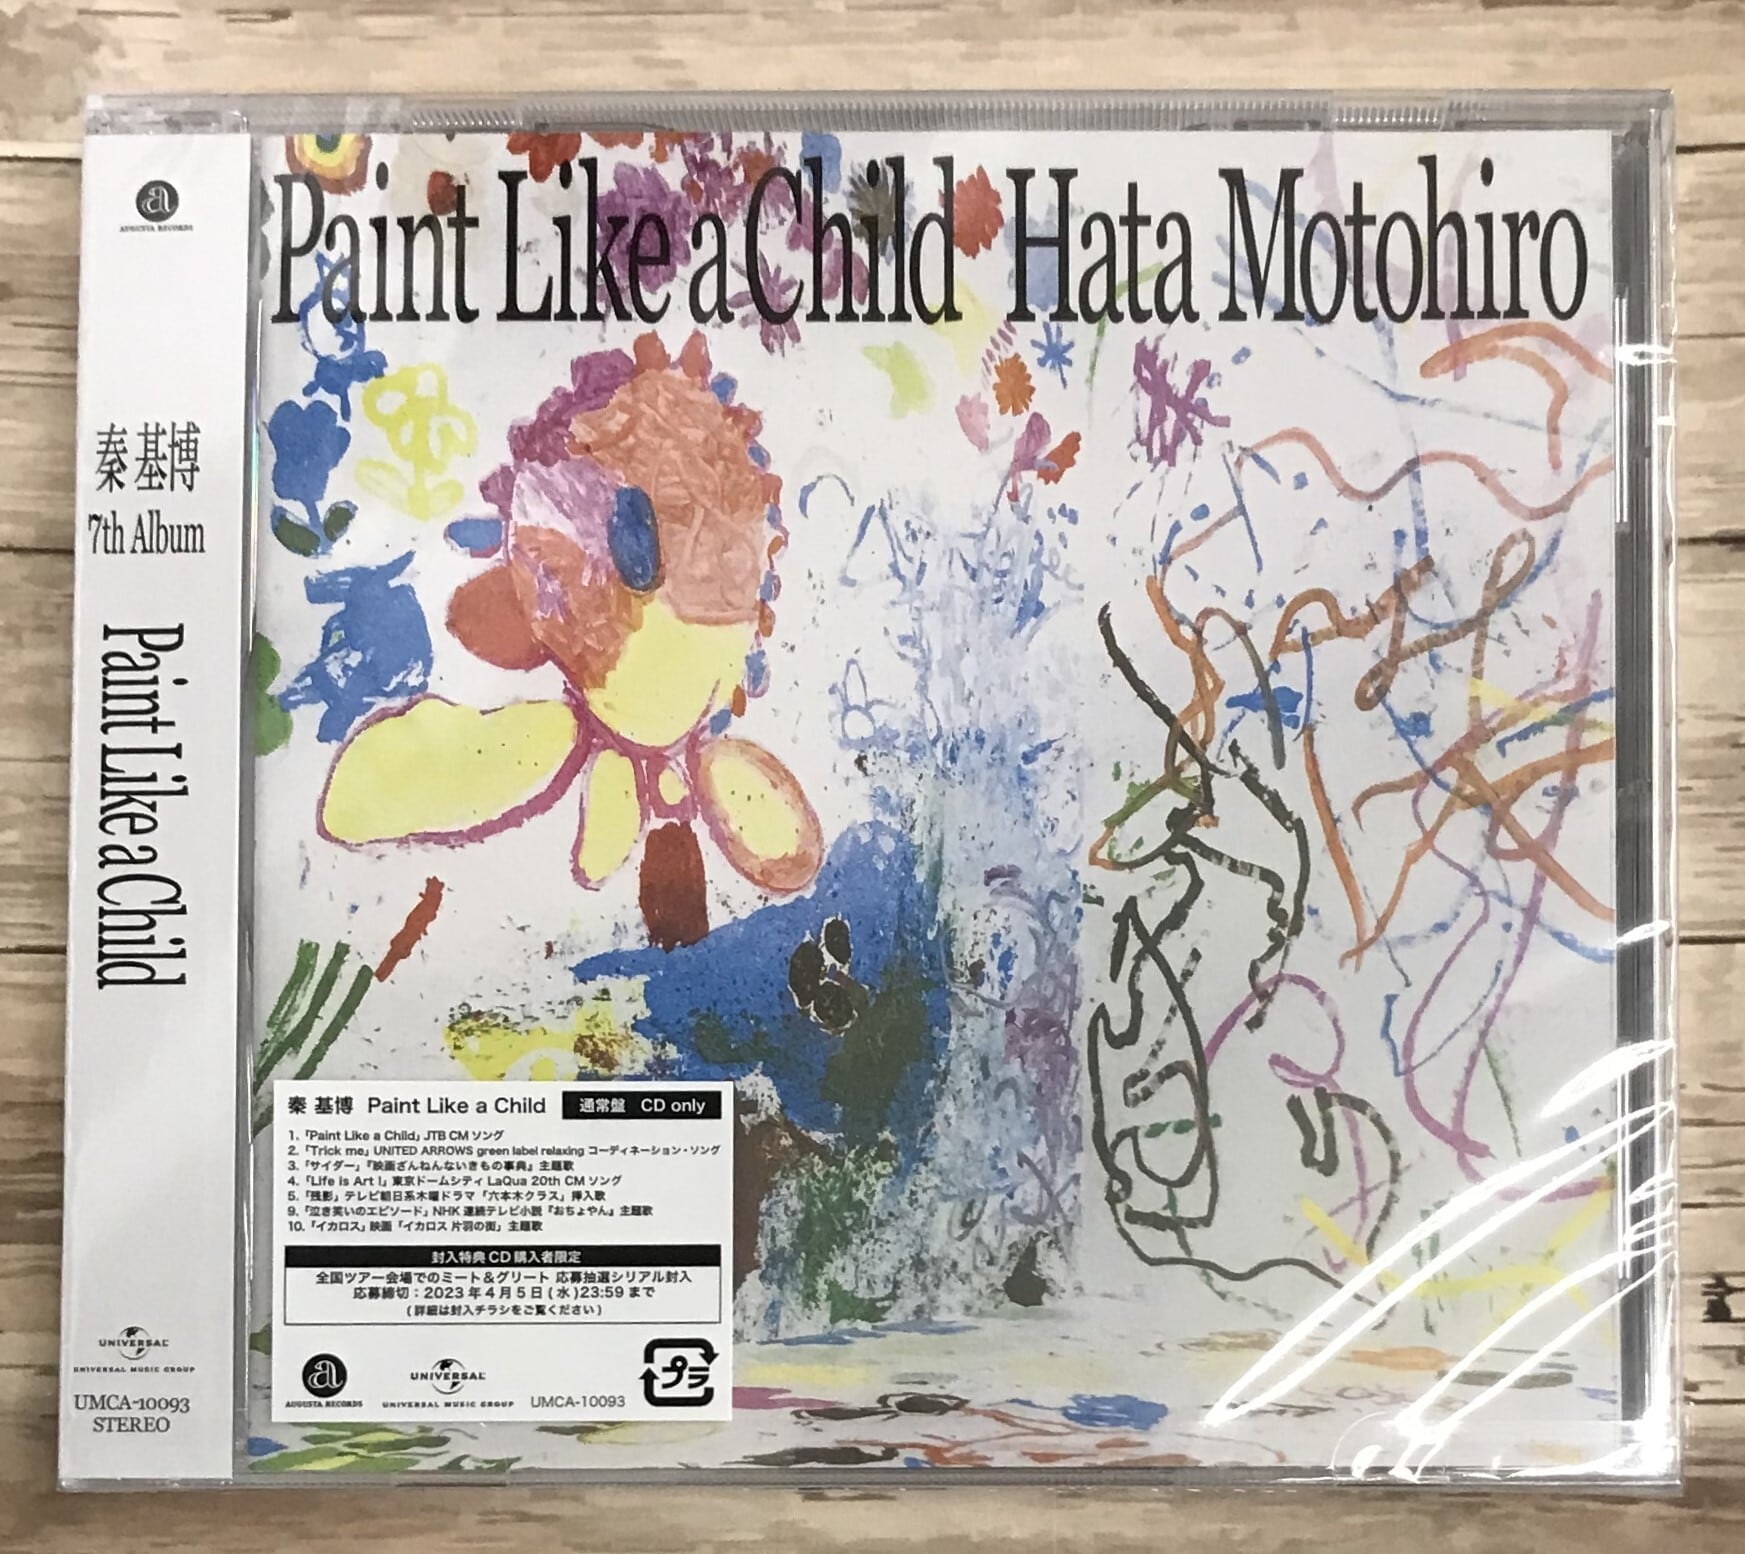 Paint Like a Child Hata Motohiro
a
AUGUSTA RECORDS
秦 基博
7th Album
Paint Like a Child
UNIVERSAL
UNIVERSAL MUSIC GROUP
UMCA-10093
STEREO
秦 基博 Paint Like a Child 通常盤 CD only
1.「Paint Like a Child」JTB CM ソング
2.「Trick me」UNITED ARROWS green label relaxing コーディネーション・ソング
3.「サイダー」『映画ざんねんないきもの事典』主題歌
4.「Life is Art !」東京ドームシティ LaQua 20th CM ソング
5.「残影」テレビ朝日系木曜ドラマ「六本木クラス」挿入歌
9.「泣き笑いのエピソード」NHK 連続テレビ小説『おちょやん』主題歌
10.「イカロス」映画「イカロス 片羽の街」主題歌
封入特典 CD 購入者限定
全国ツアー会場でのミート&グリート 応募抽選シリアル封入
応募締切：2023 年 4 月 5 日 (水)23:59 まで
(詳細は封入チラシをご覧ください)
a
AUGUSTA RECORDS
UNIVERSAL
UNIVERSAL MUSIC GROUP
UMCA-10093
プラ